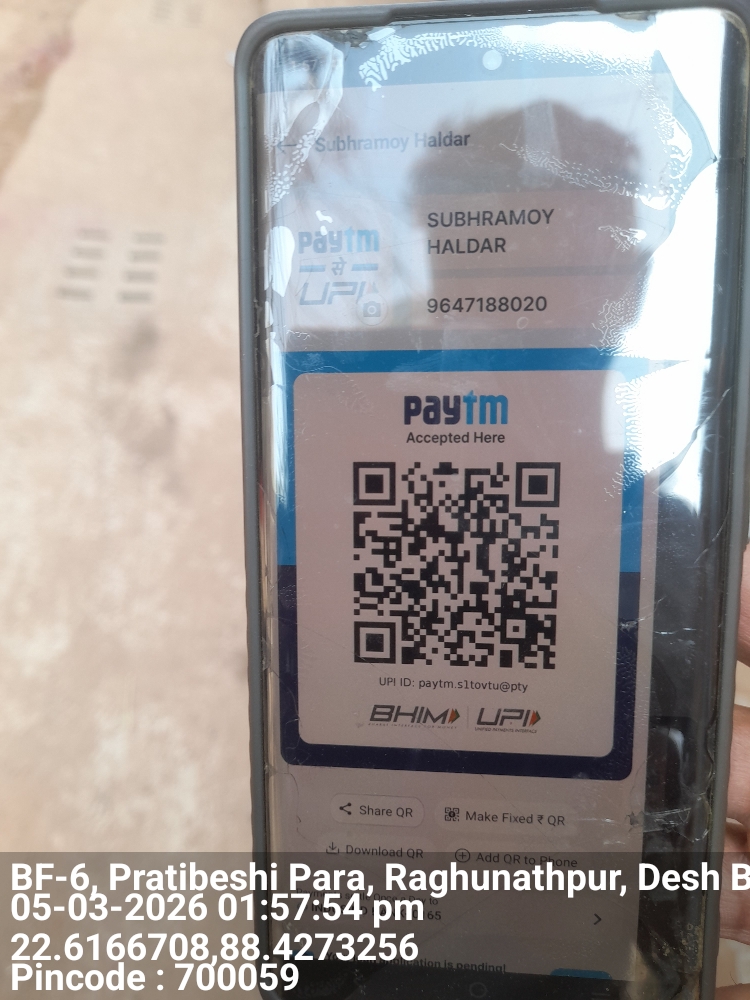 Subhramoy Haldar
paytm
से
UPI
SUBHRAMOY
HALDAR
9647188020
paytm
Accepted Here
UPI ID: paytm.s1tovtu@pty
BHIM UPI
Share QR
Make Fixed ₹ QR
Download QR
Add QR to Phone
BF-6, Pratibeshi Para, Raghunathpur, Desh B
05-03-2026 01:57:54 pm
22.6166708,88.4273256
Pincode : 700059
is pending!